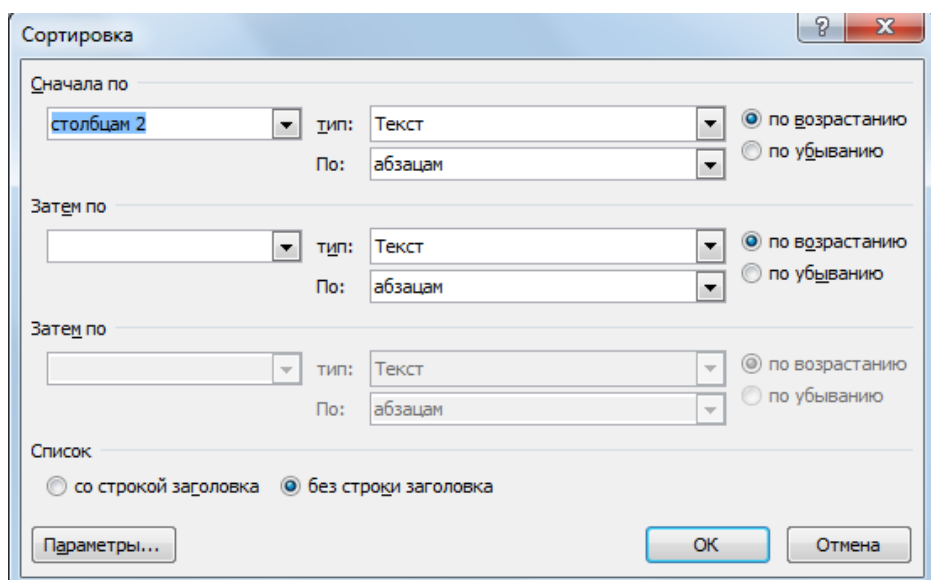 Сортировка
Сначала по
столбцам 2 тип: Текст по возрастанию
По: абзацам по убыванию
Затем по
тип: Текст по возрастанию
По: абзацам по убыванию
Затем по
тип: Текст по возрастанию
По: абзацам по убыванию
Список
со строкой заголовка без строки заголовка
Параметры... ОК Отмена